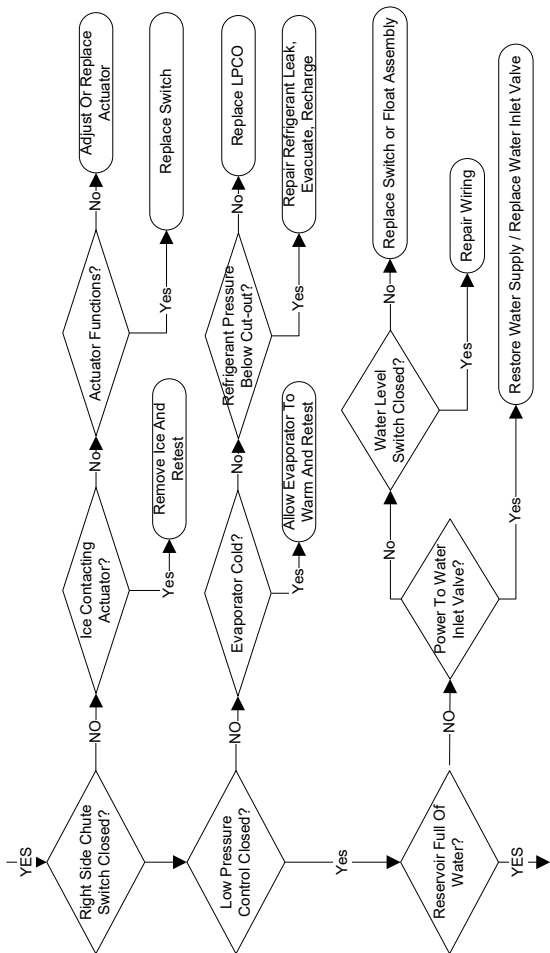 YES
Right Side Chute
Switch Closed?
NO
Ice Contacting
Actuator?
No
Actuator Functions?
No
Adjust Or Replace
Actuator
Yes
Remove Ice And
Retest
Yes
Replace Switch
Low Pressure
Control Closed?
NO
Evaporator Cold?
No
Refrigerant Pressure
Below Cut-out?
No
Replace LPCO
Yes
Allow Evaporator To
Warm And Retest
Yes
Repair Refrigerant Leak,
Evacuate, Recharge
Yes
Reservoir Full Of
Water?
NO
Power To Water
Inlet Valve?
No
Water Level
Switch Closed?
No
Replace Switch or Float Assembly
Yes
Repair Wiring
Yes
Restore Water Supply / Replace Water Inlet Valve
YES